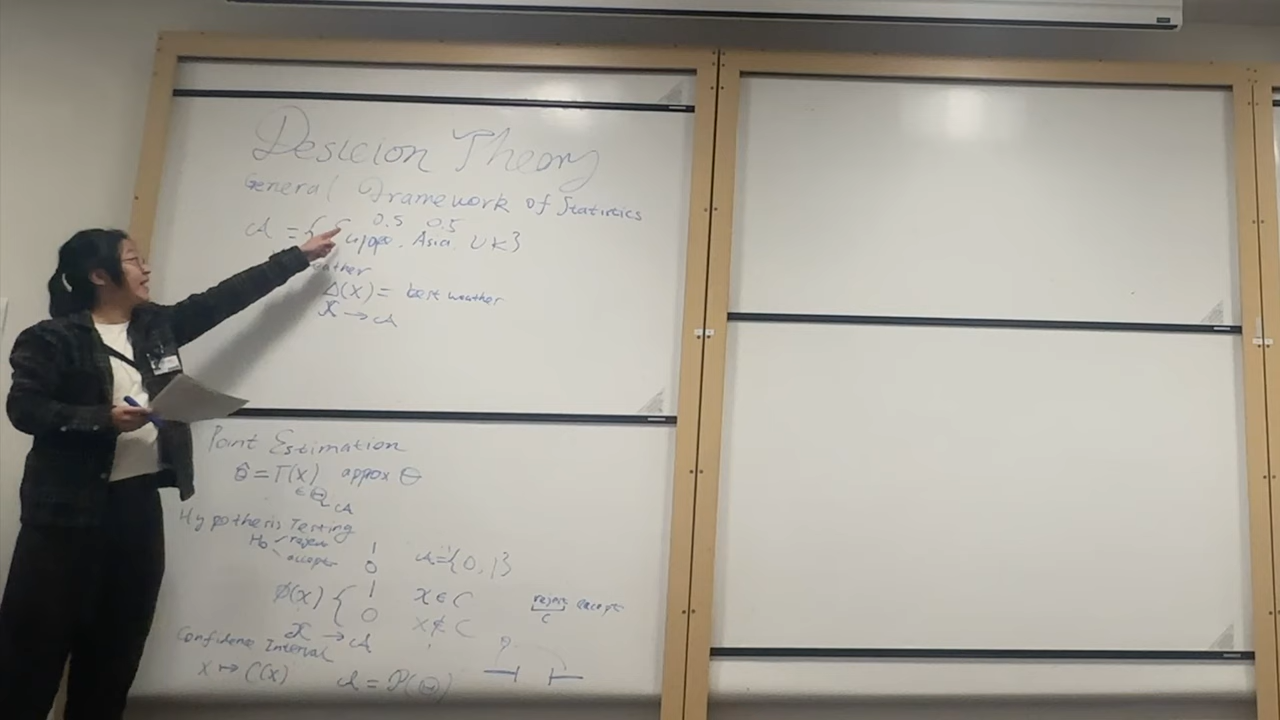 Desicion Theory
General Framework of Statistics
0.5 0.5
𝒜 = { Europe. Asia UK}
weather
Δ(X) = best weather
𝒳 → 𝒜
Point Estimation
θ̂ = T(X) appox Θ
∈ Θ 𝒜
Hypothesis Testing
H0 reject 1 𝒜 = {0, 1}
accept 0
ϕ(x) { 1 x ∈ C reject accept
0 x ∉ C C
𝒳 → 𝒜
Confidence Interval
x ↦ C(x) 𝒜 = P(Θ)